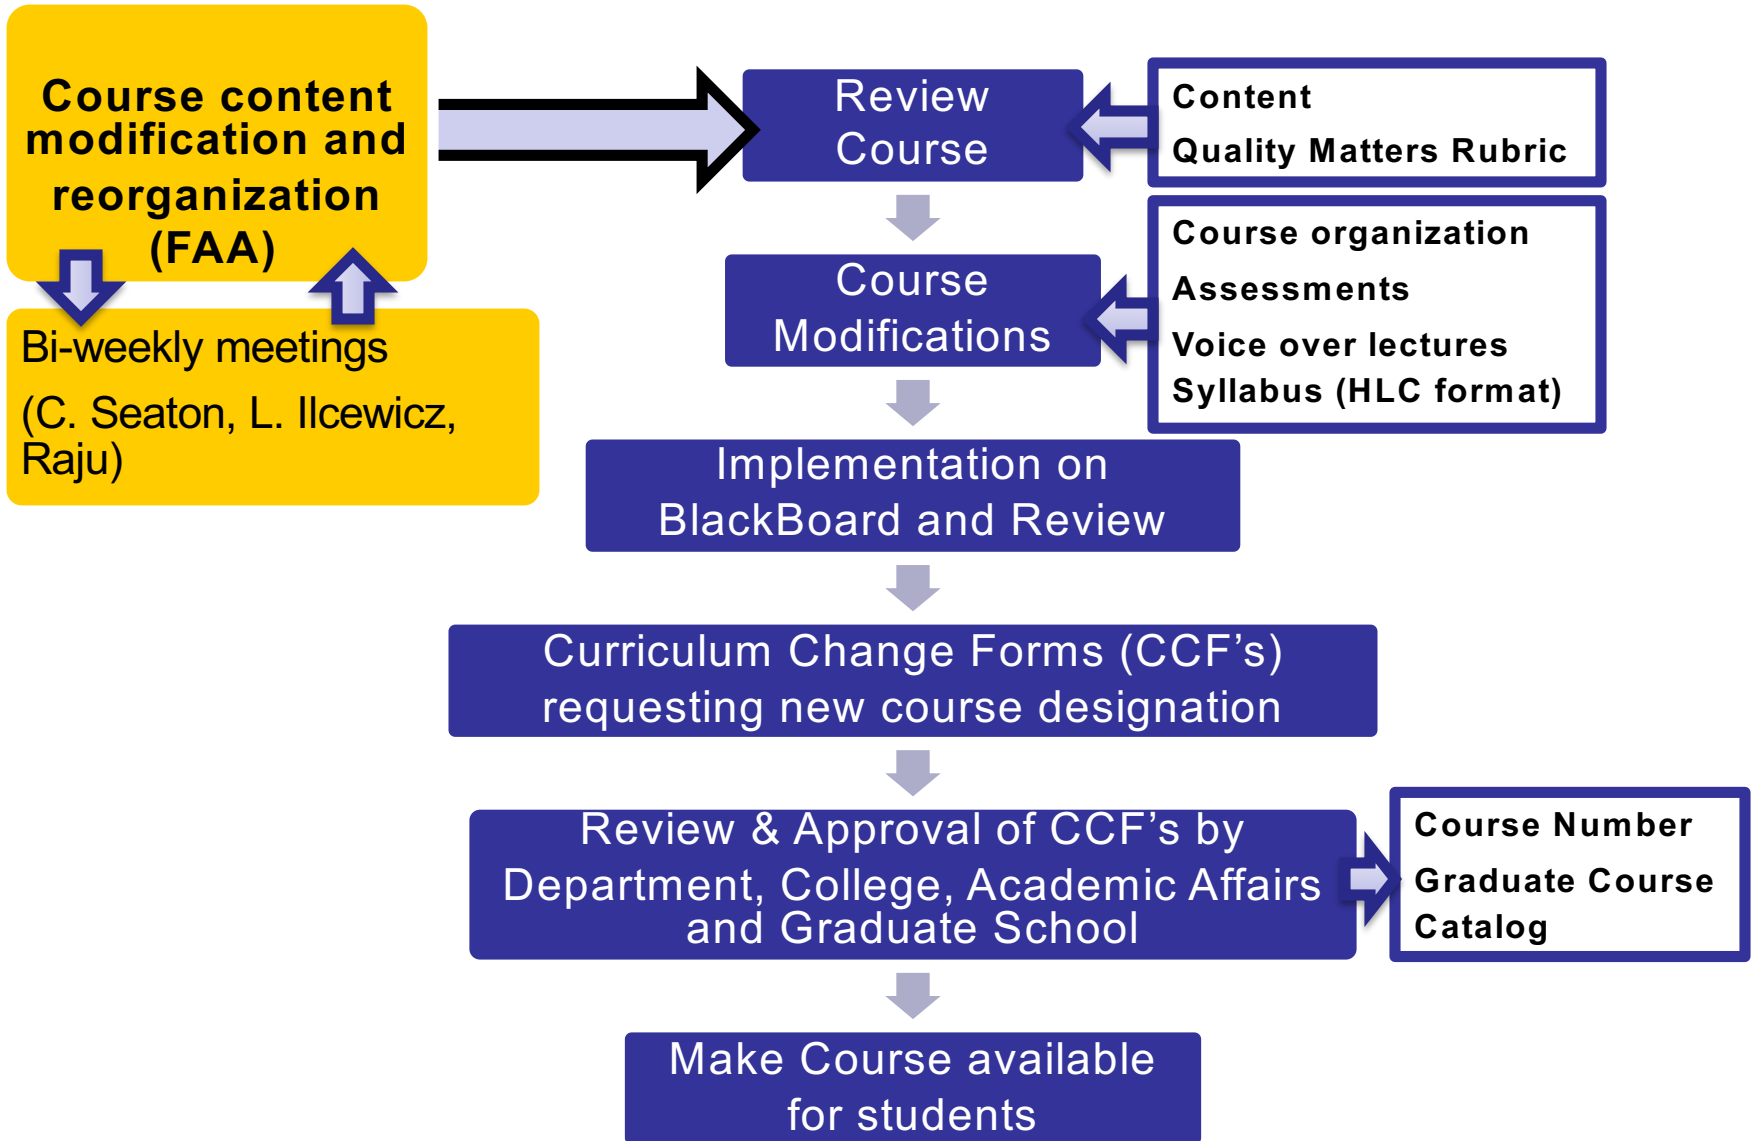 Course content
modification and
reorganization
(FAA)
Bi-weekly meetings
(C. Seaton, L. Ilcewicz,
Raju)
Review
Course
Content
Quality Matters Rubric
Course
Modifications
Course organization
Assessments
Voice over lectures
Syllabus (HLC format)
Implementation on
BlackBoard and Review
Curriculum Change Forms (CCF’s)
requesting new course designation
Review & Approval of CCF’s by
Department, College, Academic Affairs
and Graduate School
Course Number
Graduate Course
Catalog
Make Course available
for students